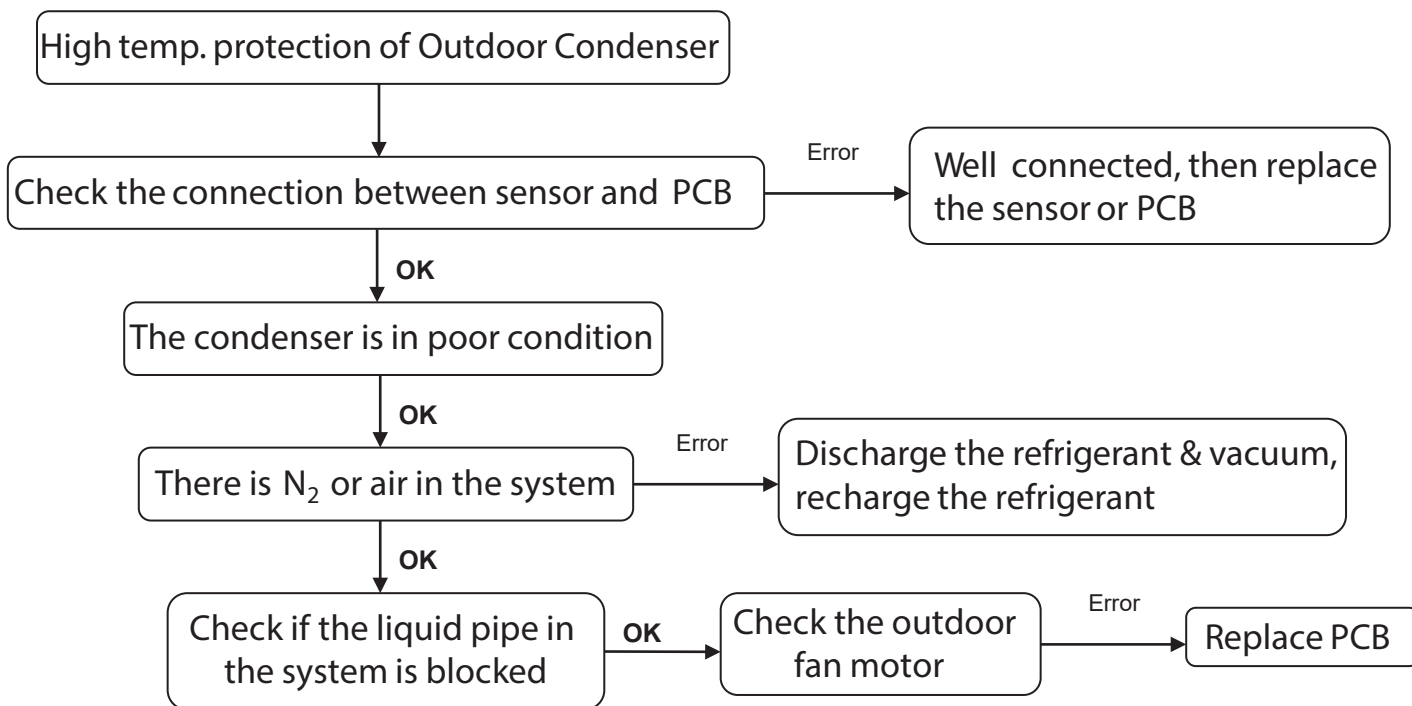 High temp. protection of Outdoor Condenser
Check the connection between sensor and PCB
Error
Well connected, then replace
the sensor or PCB
OK
The condenser is in poor condition
OK
There is N₂ or air in the system
Error
Discharge the refrigerant & vacuum,
recharge the refrigerant
OK
Check if the liquid pipe in
the system is blocked
OK
Check the outdoor
fan motor
Error
Replace PCB